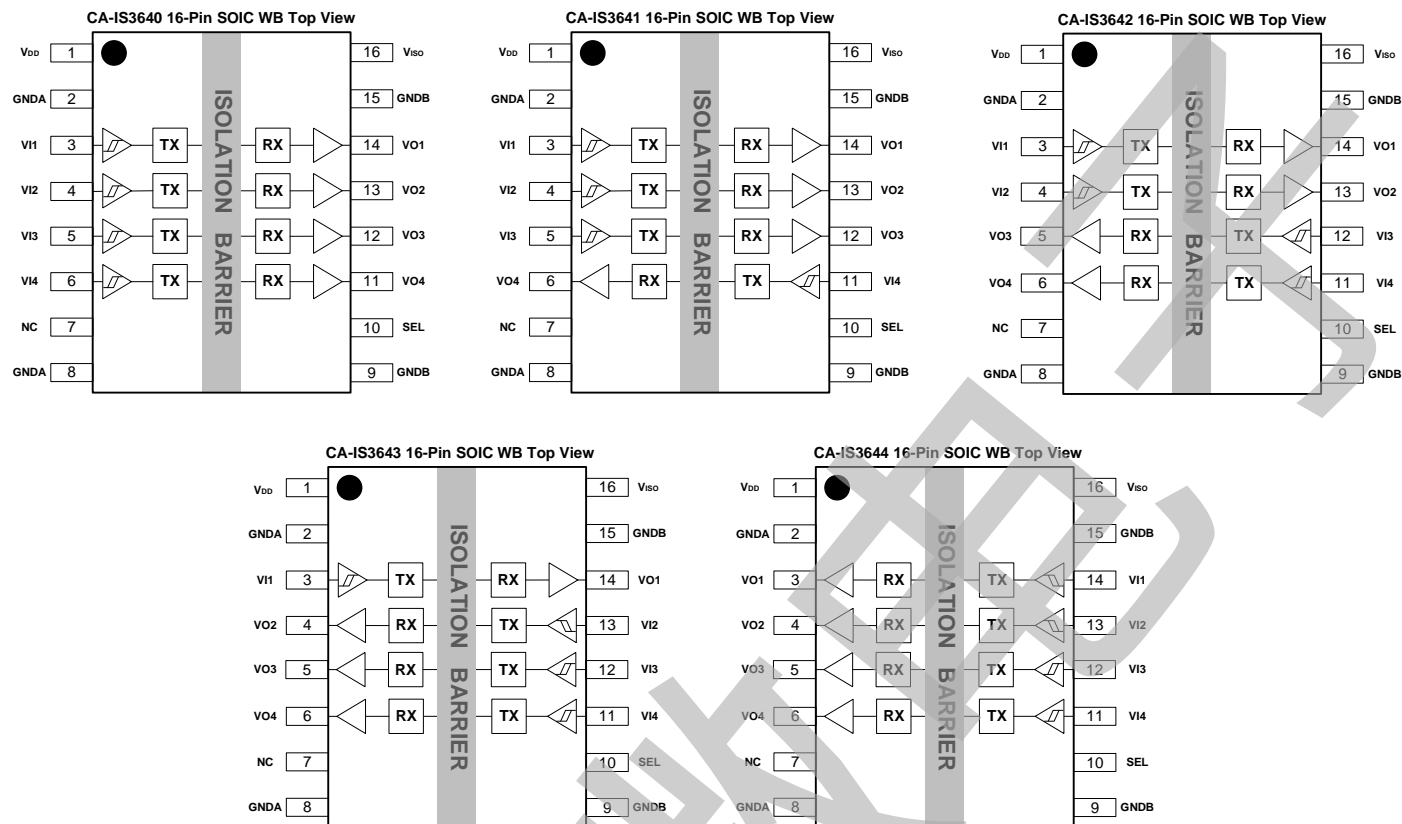 CA-IS3640 16-Pin SOIC WB Top View
VDD 1 16 VISO
GNDA 2 15 GNDB
VI1 3 TX RX 14 VO1
VI2 4 TX RX 13 VO2
VI3 5 TX RX 12 VO3
VI4 6 TX RX 11 VO4
NC 7 10 SEL
GNDA 8 9 GNDB
ISOLATION BARRIER
CA-IS3641 16-Pin SOIC WB Top View
VDD 1 16 VISO
GNDA 2 15 GNDB
VI1 3 TX RX 14 VO1
VI2 4 TX RX 13 VO2
VI3 5 TX RX 12 VO3
VO4 6 RX TX 11 VI4
NC 7 10 SEL
GNDA 8 9 GNDB
ISOLATION BARRIER
CA-IS3642 16-Pin SOIC WB Top View
VDD 1 16 VISO
GNDA 2 15 GNDB
VI1 3 TX RX 14 VO1
VI2 4 TX RX 13 VO2
VO3 5 RX TX 12 VI3
VO4 6 RX TX 11 VI4
NC 7 10 SEL
GNDA 8 9 GNDB
ISOLATION BARRIER
CA-IS3643 16-Pin SOIC WB Top View
VDD 1 16 VISO
GNDA 2 15 GNDB
VI1 3 TX RX 14 VO1
VO2 4 RX TX 13 VI2
VO3 5 RX TX 12 VI3
VO4 6 RX TX 11 VI4
NC 7 10 SEL
GNDA 8 9 GNDB
ISOLATION BARRIER
CA-IS3644 16-Pin SOIC WB Top View
VDD 1 16 VISO
GNDA 2 15 GNDB
VO1 3 RX TX 14 VI1
VO2 4 RX TX 13 VI2
VO3 5 RX TX 12 VI3
VO4 6 RX TX 11 VI4
NC 7 10 SEL
GNDA 8 9 GNDB
ISOLATION BARRIER